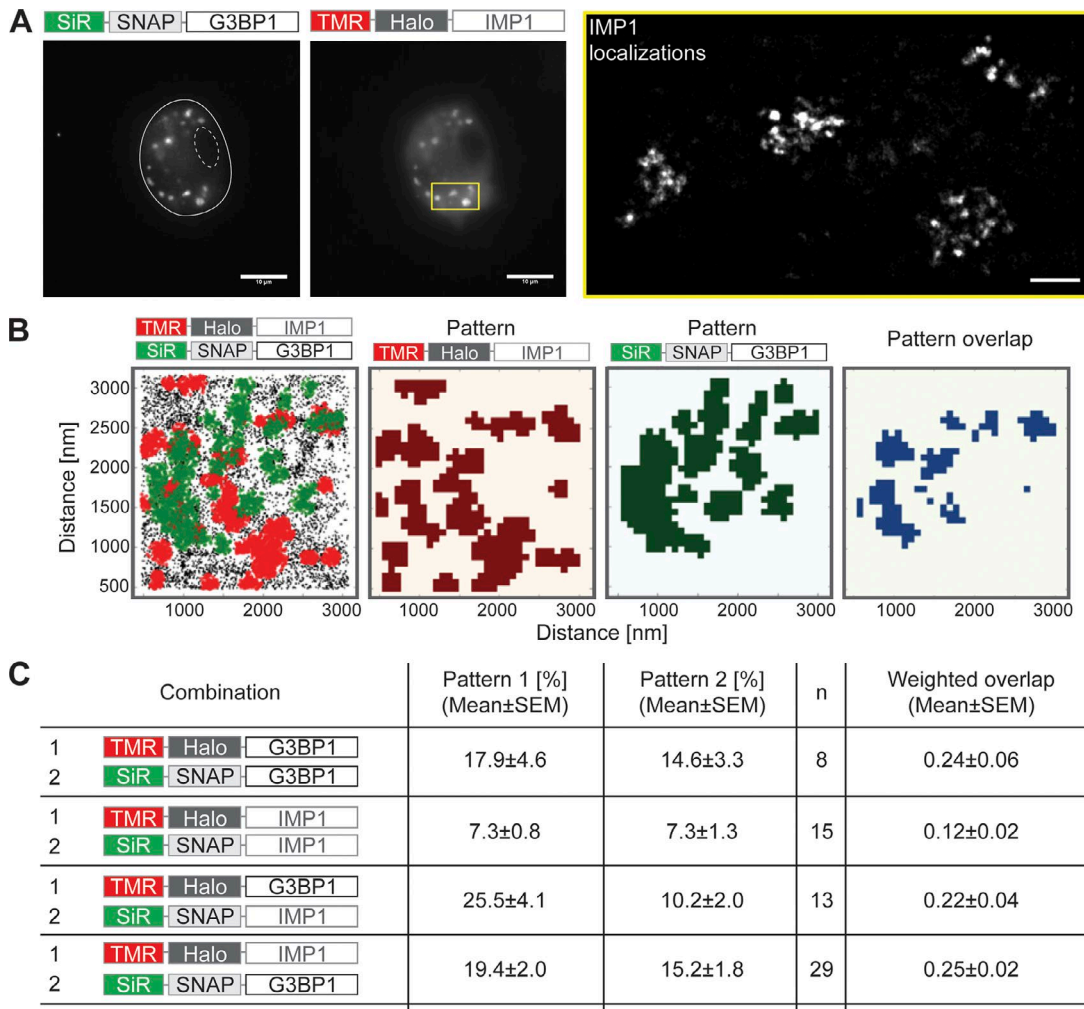 A
SiR SNAP G3BP1
TMR Halo IMP1
10 µm
10 µm
IMP1
localizations
B
TMR Halo IMP1
SiR SNAP G3BP1
Pattern
TMR Halo IMP1
Pattern
SiR SNAP G3BP1
Pattern overlap
Distance [nm]
3000
2500
2000
1500
1000
500
1000 2000 3000
1000 2000 3000
1000 2000 3000
1000 2000 3000
Distance [nm]
C
Combination Pattern 1 [%] (Mean±SEM) Pattern 2 [%] (Mean±SEM) n Weighted overlap (Mean±SEM)
1 TMR Halo G3BP1
2 SiR SNAP G3BP1
17.9±4.6 14.6±3.3 8 0.24±0.06
1 TMR Halo IMP1
2 SiR SNAP IMP1
7.3±0.8 7.3±1.3 15 0.12±0.02
1 TMR Halo G3BP1
2 SiR SNAP IMP1
25.5±4.1 10.2±2.0 13 0.22±0.04
1 TMR Halo IMP1
2 SiR SNAP G3BP1
19.4±2.0 15.2±1.8 29 0.25±0.02